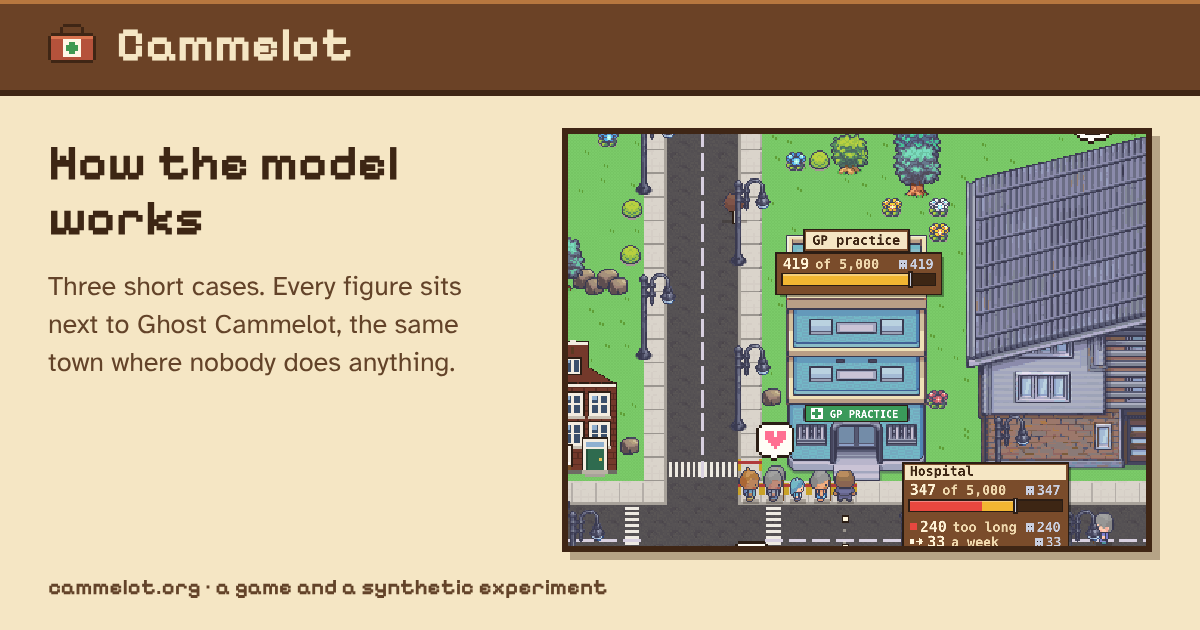 Cammelot
How the model
works
Three short cases. Every figure sits
next to Ghost Cammelot, the same
town where nobody does anything.
GP practice
419 of 5,000 419
GP PRACTICE
Hospital
347 of 5,000 347
240 too long 240
33 a week 33
cammelot.org · a game and a synthetic experiment